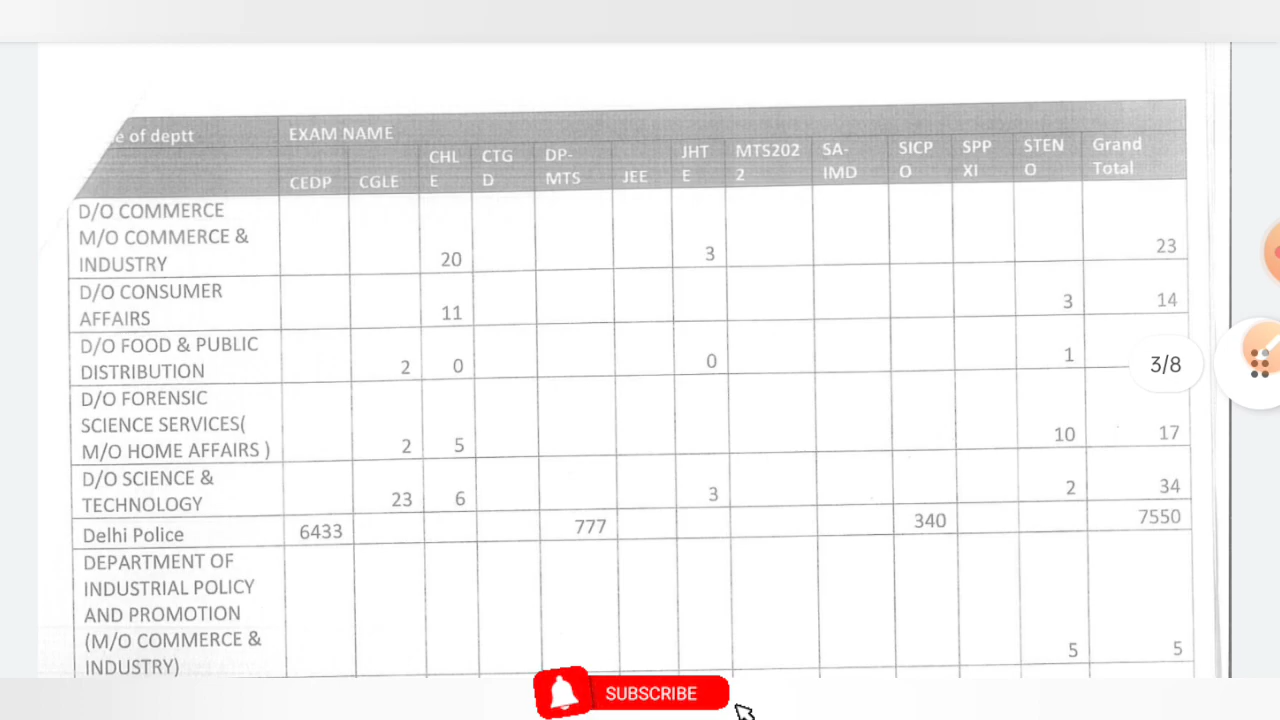 e of deptt EXAM NAME
CEDP CGLE CHL E CTG D DP- MTS JEE JHT E MTS202 2 SA- IMD SICP O SPP XI STEN O Grand Total
D/O COMMERCE
M/O COMMERCE &
INDUSTRY 20 3 23
D/O CONSUMER
AFFAIRS 11 3 14
D/O FOOD & PUBLIC
DISTRIBUTION 2 0 0 1
3/8
D/O FORENSIC
SCIENCE SERVICES(
M/O HOME AFFAIRS ) 2 5 10 17
D/O SCIENCE &
TECHNOLOGY 23 6 3 2 34
Delhi Police 6433 777 340 7550
DEPARTMENT OF
INDUSTRIAL POLICY
AND PROMOTION
(M/O COMMERCE &
INDUSTRY) 5 5
SUBSCRIBE